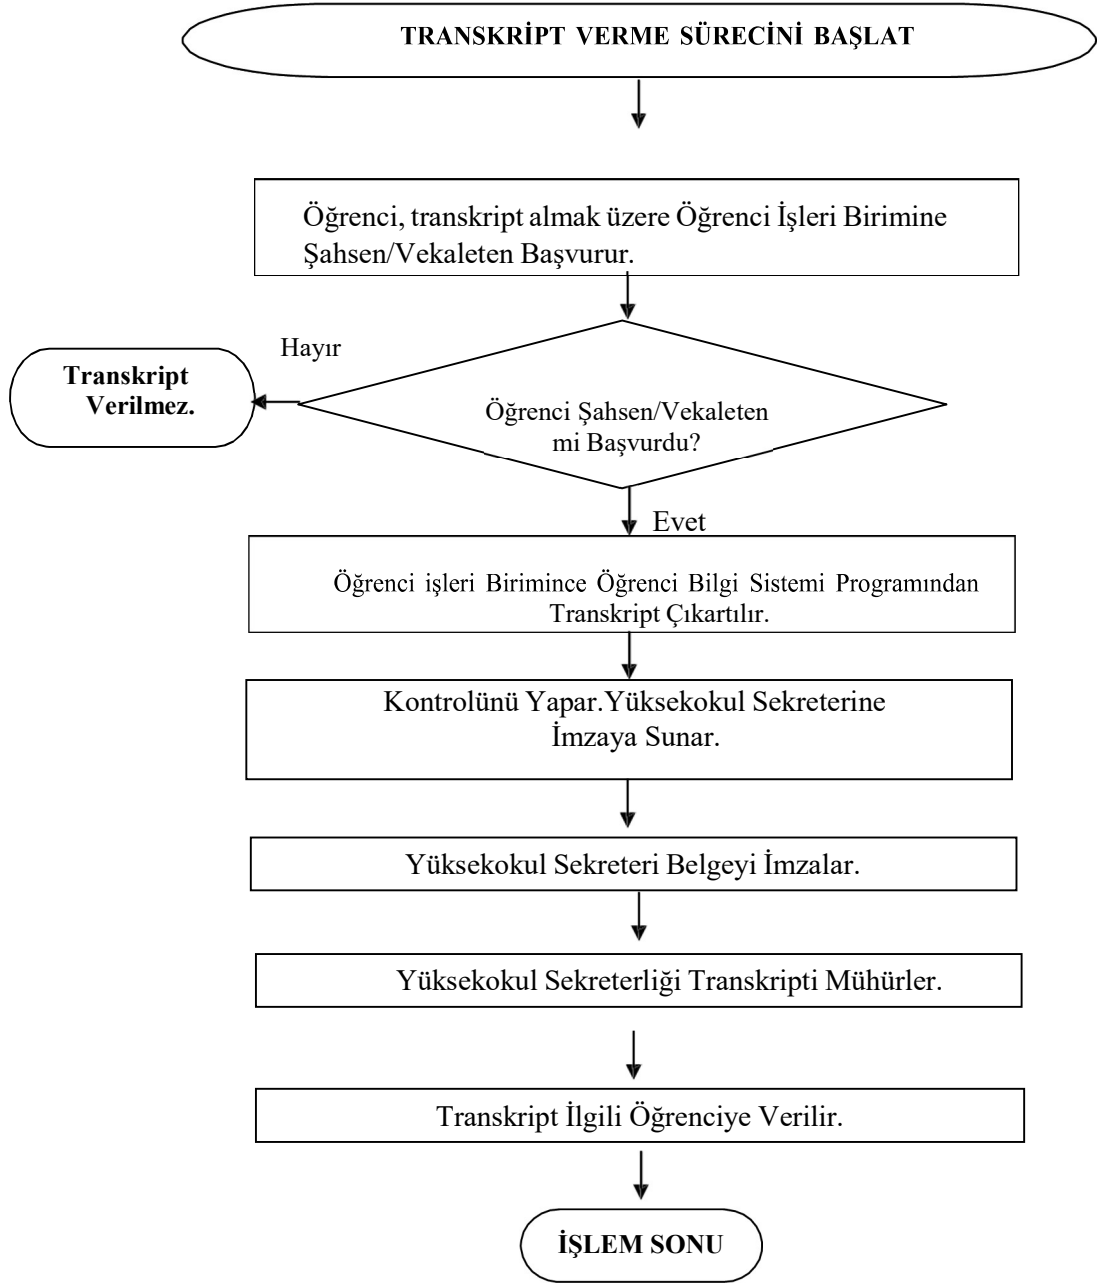 TRANSKRİPT VERME SÜRECİNİ BAŞLAT
Öğrenci, transkript almak üzere Öğrenci İşleri Birimine
Şahsen/Vekaleten Başvurur.
Hayır
Transkript
Verilmez.
Öğrenci Şahsen/Vekaleten
mi Başvurdu?
Evet
Öğrenci işleri Birimince Öğrenci Bilgi Sistemi Programından
Transkript Çıkartılır.
Kontrolünü Yapar.Yüksekokul Sekreterine
İmzaya Sunar.
Yüksekokul Sekreteri Belgeyi İmzalar.
Yüksekokul Sekreterliği Transkripti Mühürler.
Transkript İlgili Öğrenciye Verilir.
İŞLEM SONU